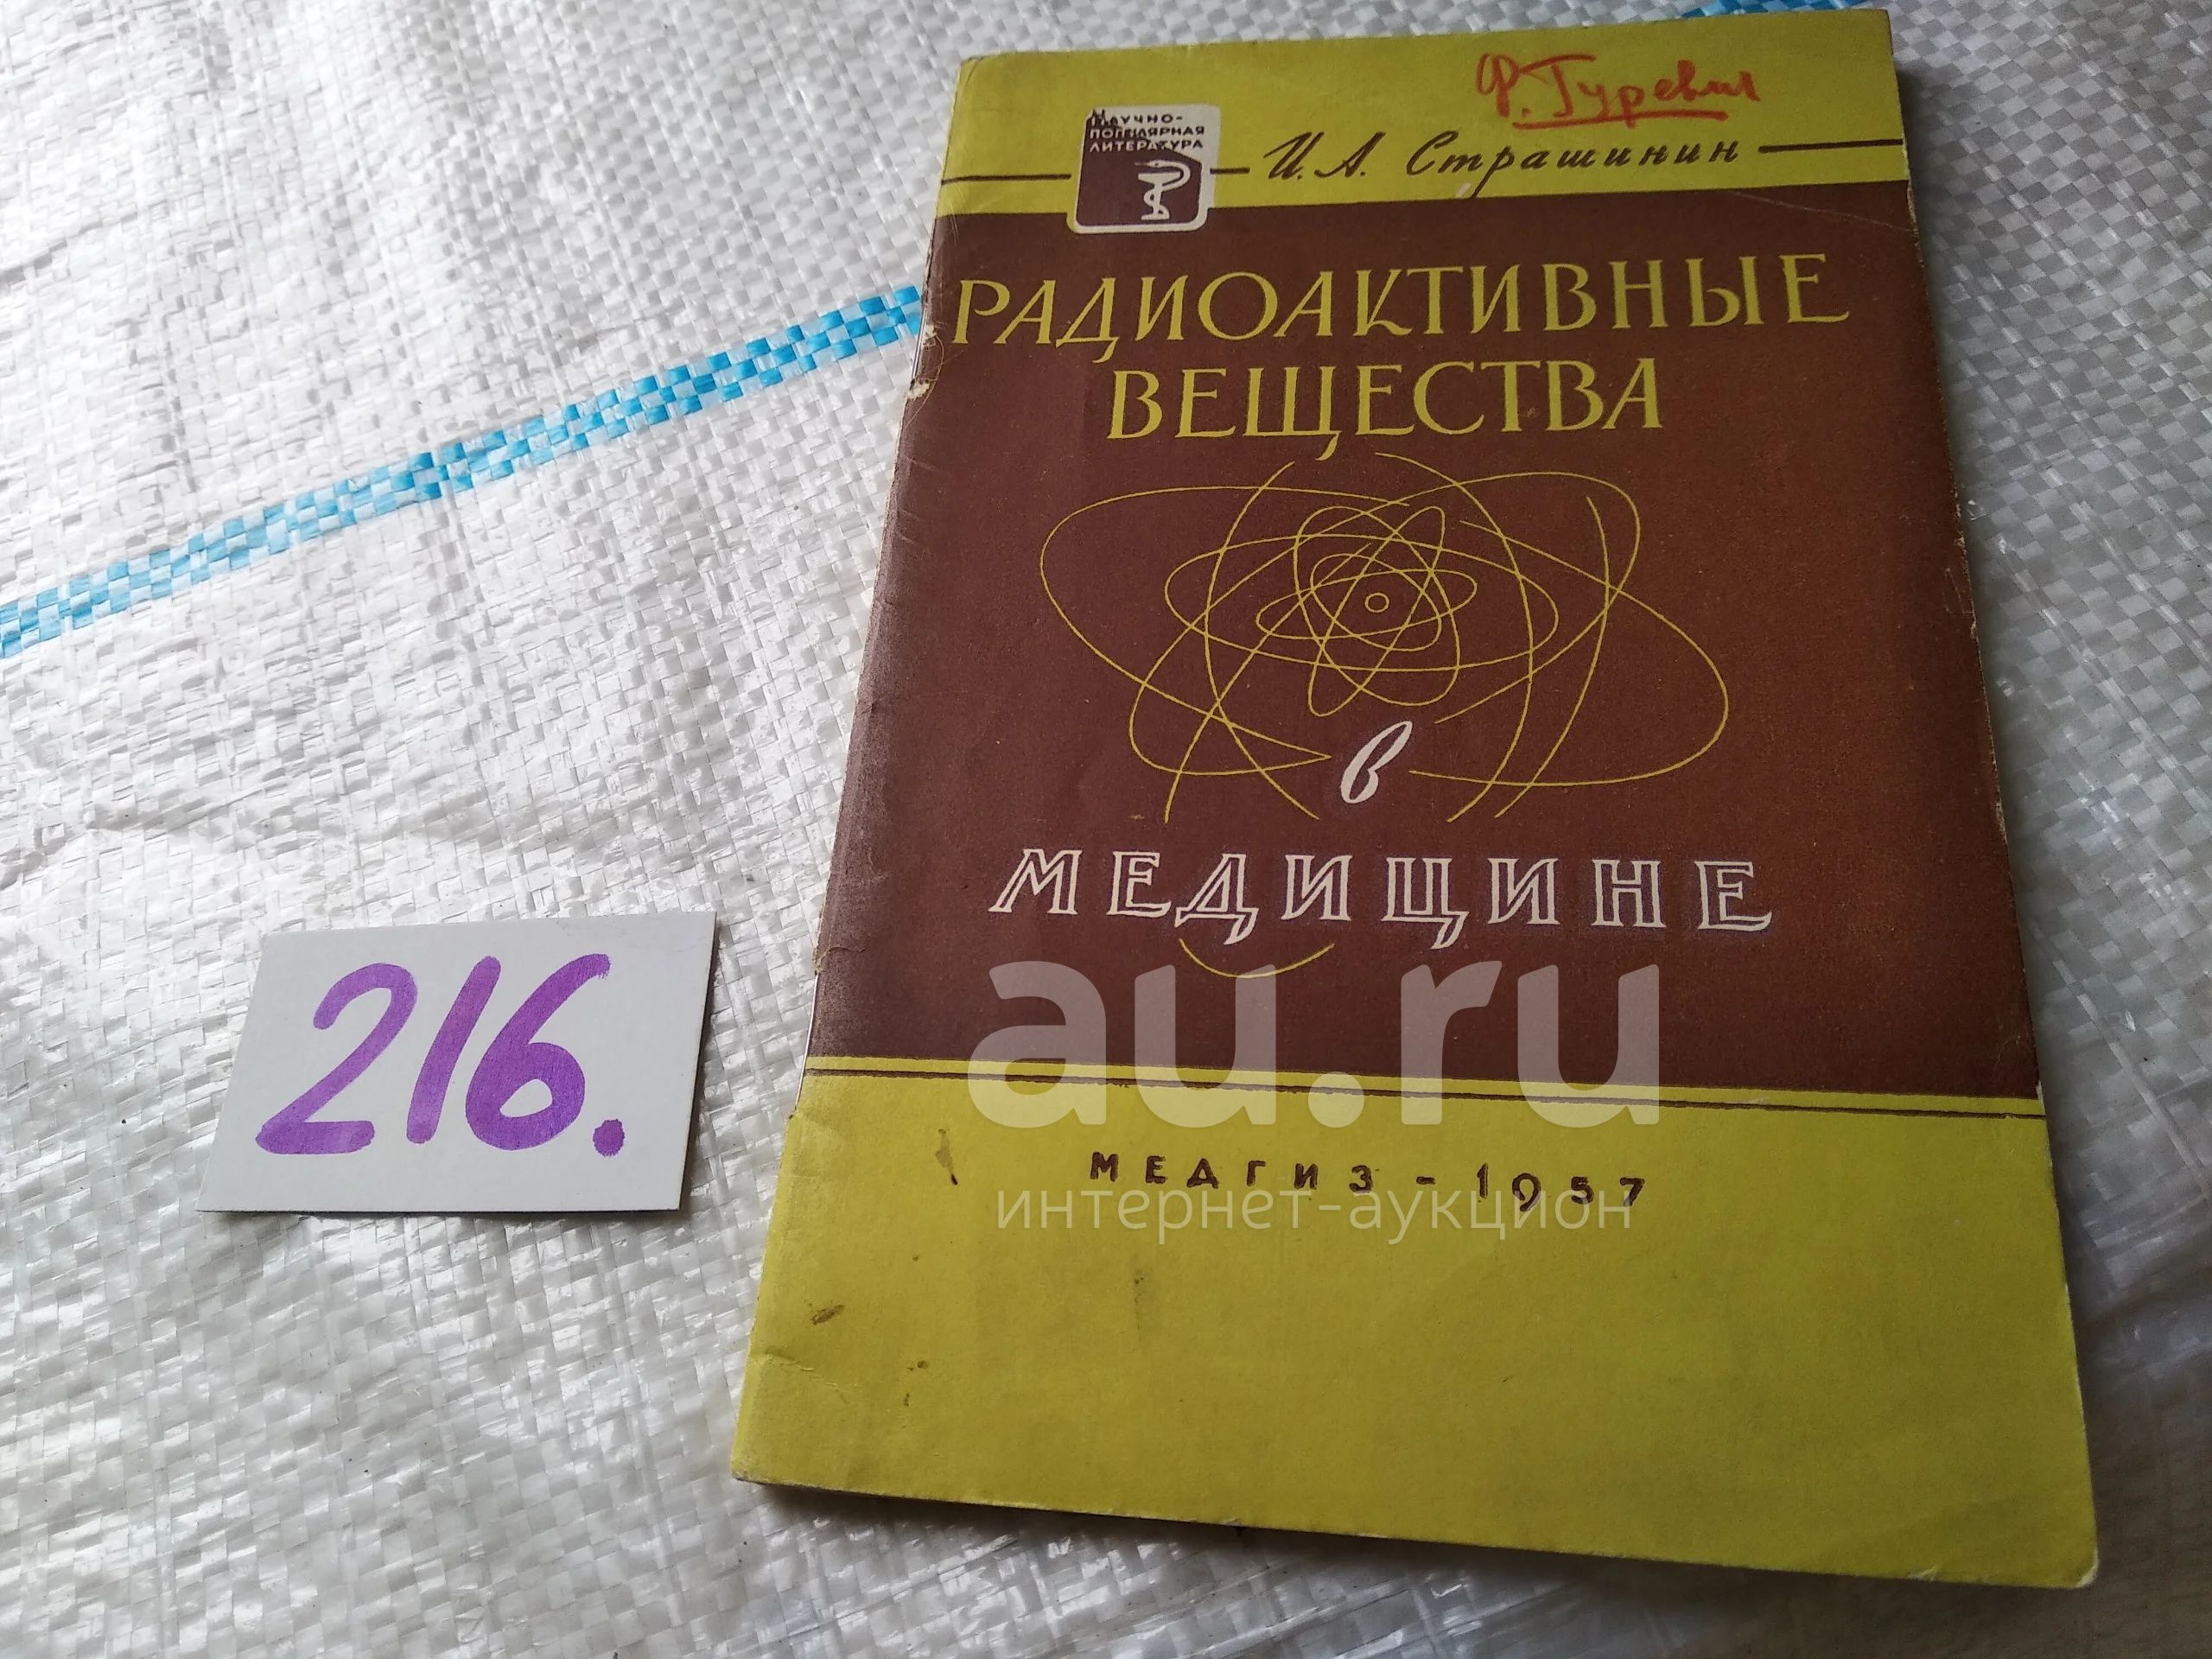 Ф. Гуревич
НАУЧНО-
ПОПУЛЯРНАЯ
ЛИТЕРАТУРА
И. А. Страшинин
РАДИОАКТИВНЫЕ
ВЕЩЕСТВА
в
МЕДИЦИНЕ
МЕДГИЗ - 1957
216.
au.ru
интернет-аукцион